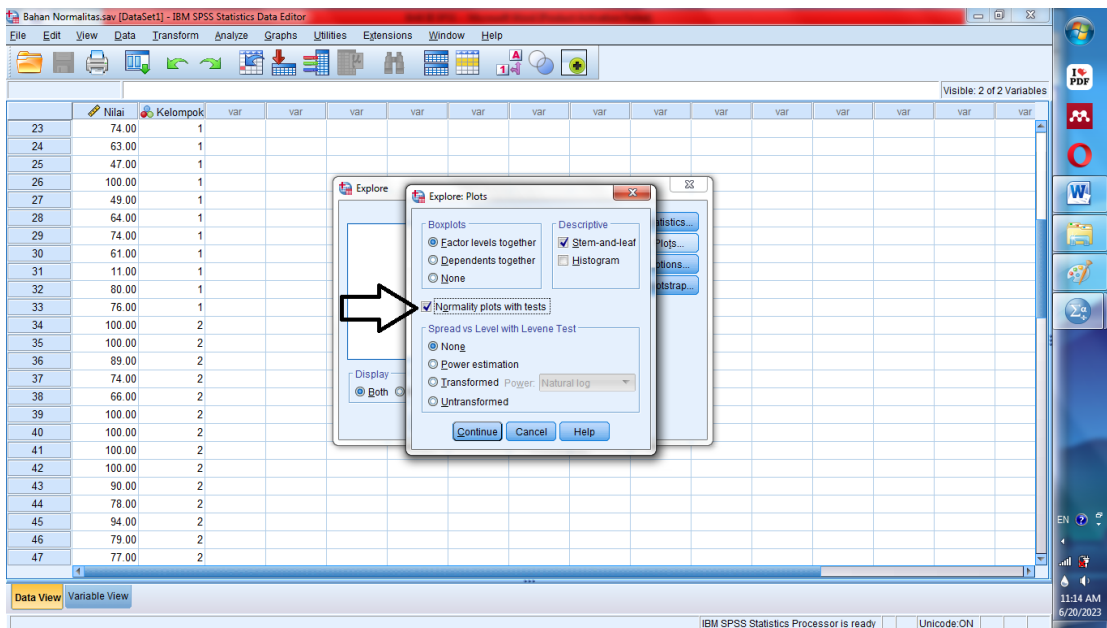 Bahan Normalitas.sav [DataSet1] - IBM SPSS Statistics Data Editor
File Edit View Data Transform Analyze Graphs Utilities Extensions Window Help
Visible: 2 of 2 Variables
Nilai Kelompok var var var var var var var var var var var var var var
23 74.00 1
24 63.00 1
25 47.00 1
26 100.00 1
27 49.00 1
28 64.00 1
29 74.00 1
30 61.00 1
31 11.00 1
32 80.00 1
33 76.00 1
34 100.00 2
35 100.00 2
36 89.00 2
37 74.00 2
38 66.00 2
39 100.00 2
40 100.00 2
41 100.00 2
42 100.00 2
43 90.00 2
44 78.00 2
45 94.00 2
46 79.00 2
47 77.00 2
Explore
Display
Both
atistics...
Plots...
ptions...
otstrap...
Explore: Plots
Boxplots
Factor levels together
Dependents together
None
Descriptive
Stem-and-leaf
Histogram
Normality plots with tests
Spread vs Level with Levene Test
None
Power estimation
Transformed Power: Natural log
Untransformed
Continue Cancel Help
Data View Variable View
IBM SPSS Statistics Processor is ready Unicode:ON
I PDF
W
EN
11:14 AM
6/20/2023